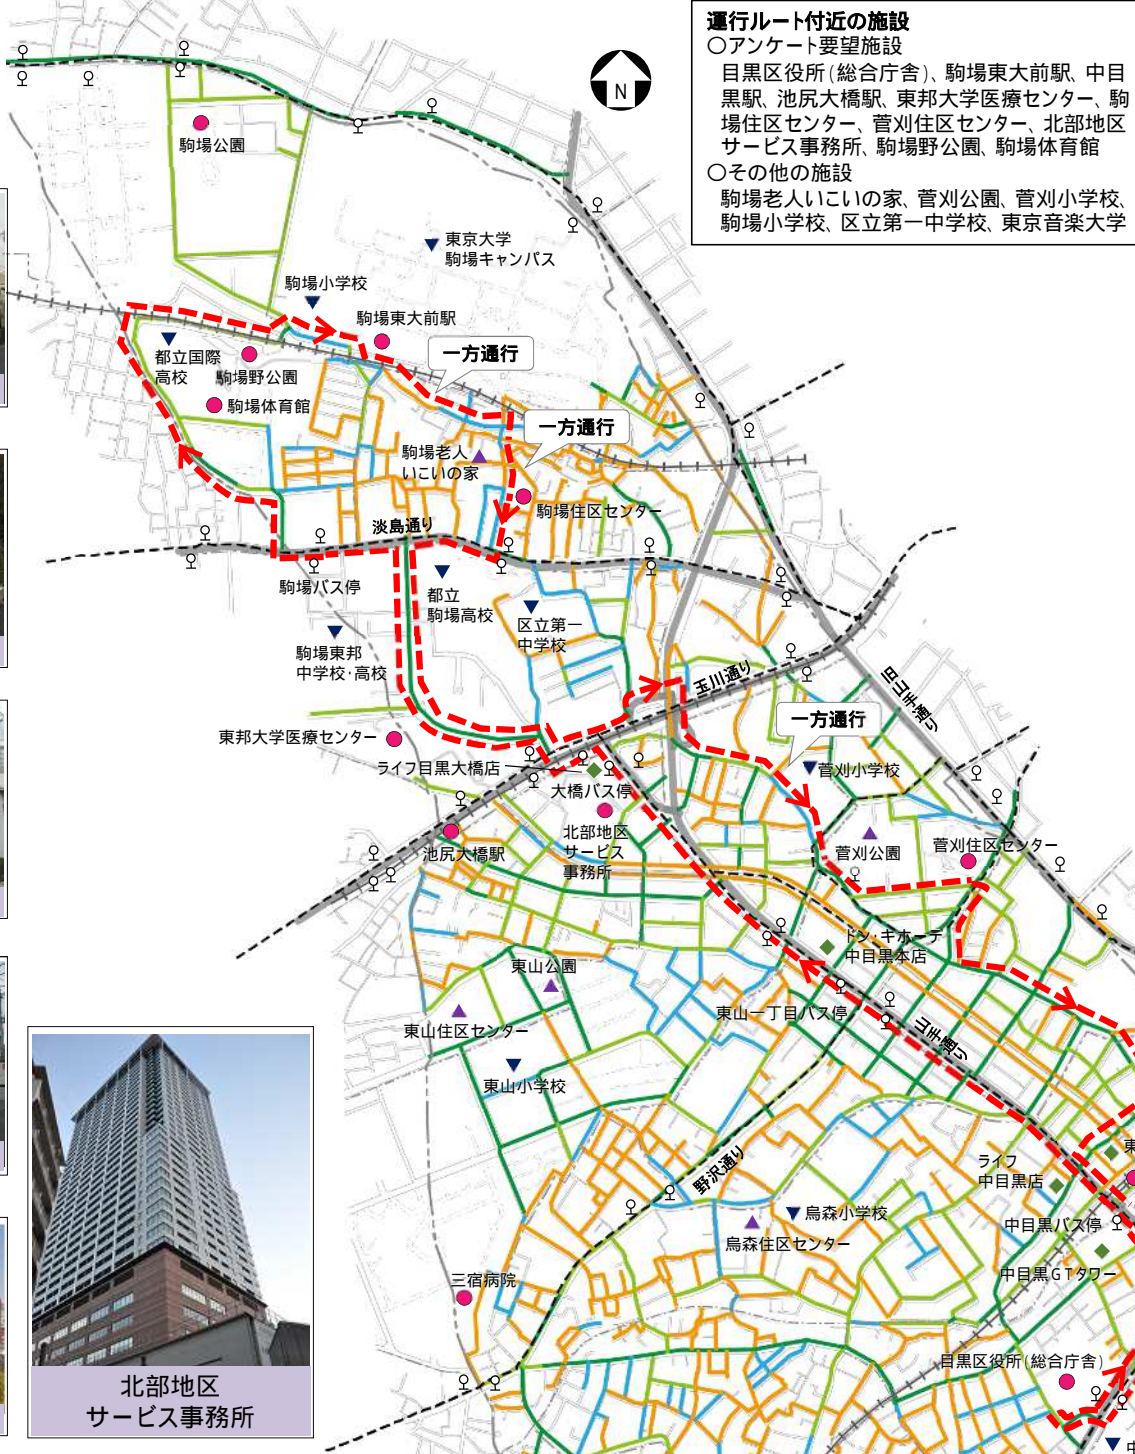 運行ルート付近の施設
○アンケート要望施設
目黒区役所(総合庁舎)、駒場東大前駅、中目
黒駅、池尻大橋駅、東邦大学医療センター、駒
場住区センター、菅刈住区センター、北部地区
サービス事務所、駒場野公園、駒場体育館
○その他の施設
駒場老人いこいの家、菅刈公園、菅刈小学校、
駒場小学校、区立第一中学校、東京音楽大学
N
駒場公園
東京大学
駒場キャンパス
駒場小学校
駒場東大前駅
一方通行
都立国際
高校
駒場野公園
駒場体育館
一方通行
駒場老人
いこいの家
駒場住区センター
淡島通り
駒場バス停
都立
駒場高校
区立第一
中学校
駒場東邦
中学校・高校
玉川通り
旧山手通り
一方通行
東邦大学医療センター
ライフ目黒大橋店
菅刈小学校
大橋バス停
北部地区
サービス
事務所
池尻大橋駅
菅刈公園
菅刈住区センター
ドン・キホーテ
中目黒本店
東山公園
東山住区センター
東山一丁目バス停
山手通り
東山小学校
野沢通り
ライフ
中目黒店
東
烏森小学校
烏森住区センター
中目黒バス停
中目黒GTタワー
三宿病院
目黒区役所(総合庁舎)
北部地区
サービス事務所